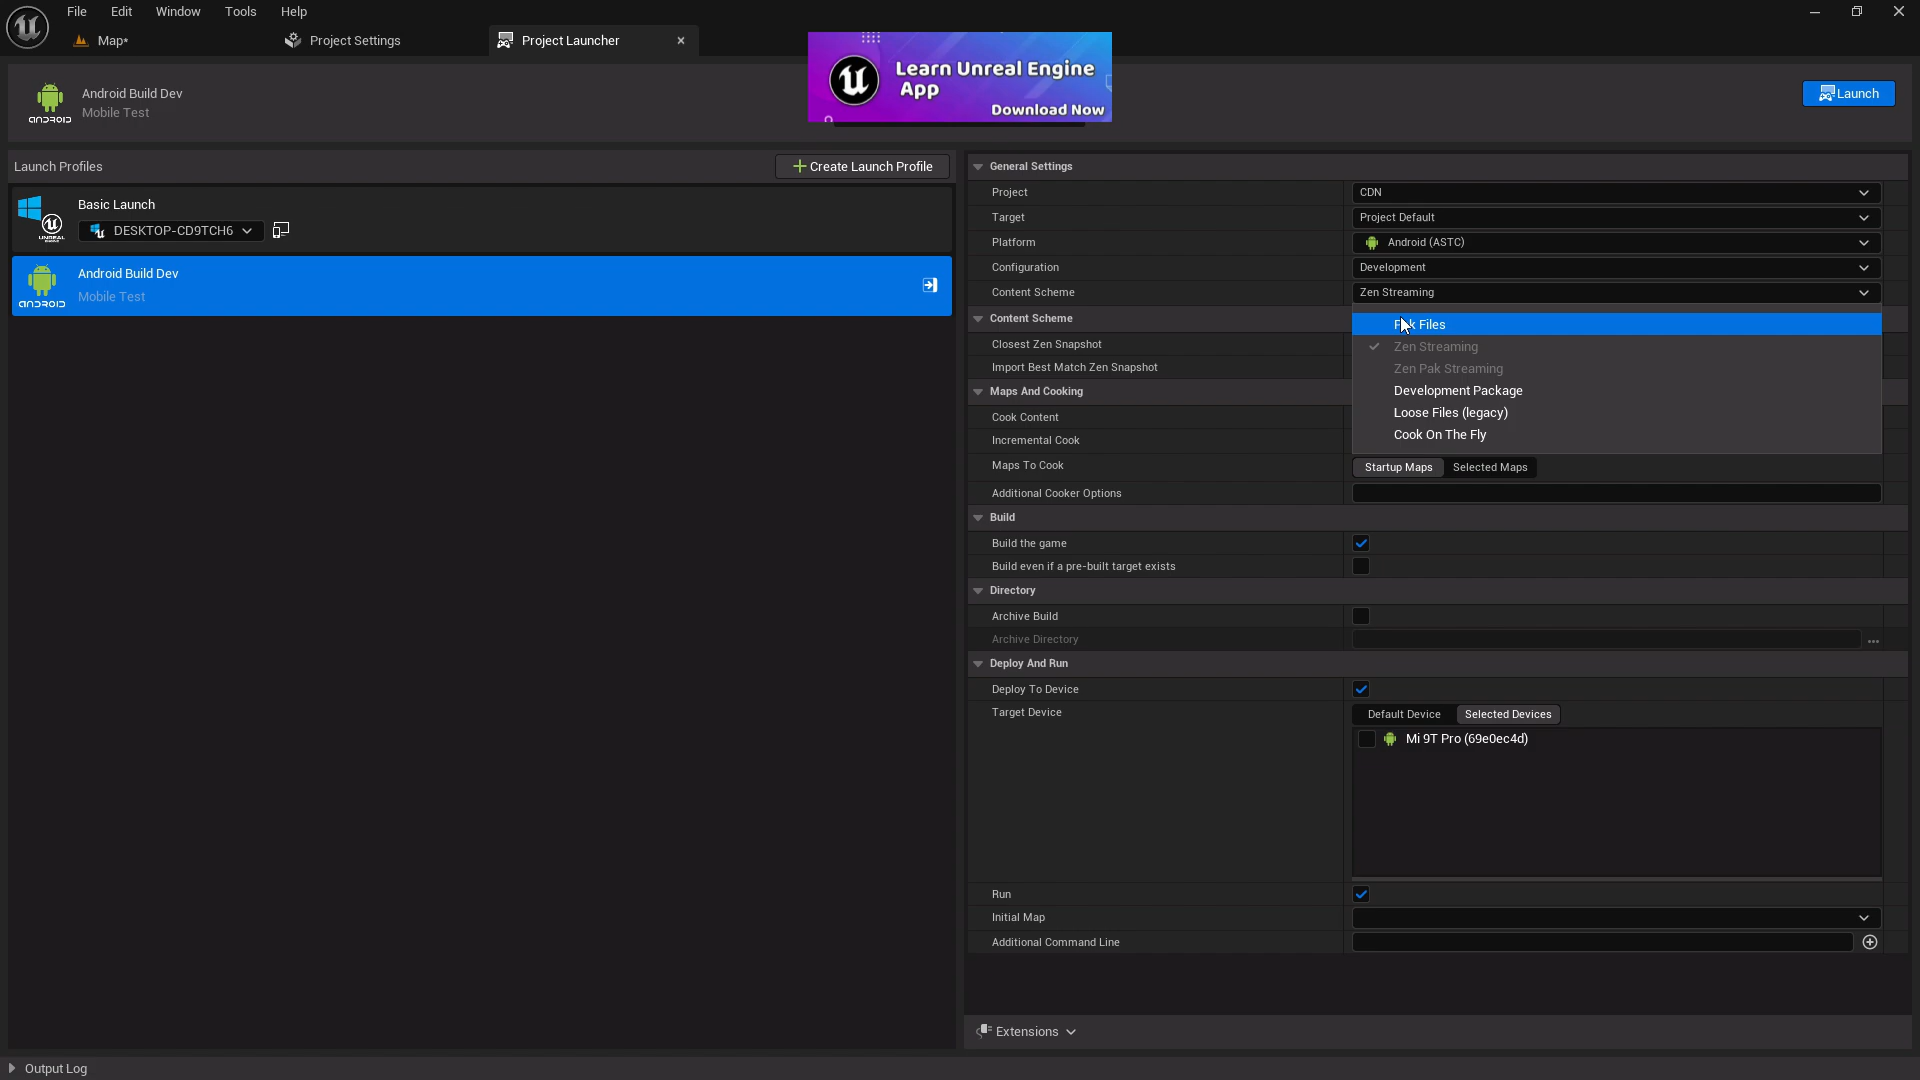 File Edit Window Tools Help
Map* Project Settings Project Launcher
Learn Unreal Engine
App
Download Now
Android Build Dev
Mobile Test
ANDROID
Launch
Launch Profiles
Create Launch Profile
Basic Launch
DESKTOP-CD9TCH6
Android Build Dev
Mobile Test
ANDROID
General Settings
Project CDN
Target Project Default
Platform Android (ASTC)
Configuration Development
Content Scheme Zen Streaming
Content Scheme
Closest Zen Snapshot
Import Best Match Zen Snapshot
Files
Zen Streaming
Zen Pak Streaming
Development Package
Loose Files (legacy)
Cook On The Fly
Maps And Cooking
Cook Content
Incremental Cook
Maps To Cook Startup Maps Selected Maps
Additional Cooker Options
Build
Build the game
Build even if a pre-built target exists
Directory
Archive Build
Archive Directory ...
Deploy And Run
Deploy To Device
Target Device Default Device Selected Devices
Mi 9T Pro (69e0ec4d)
Run
Initial Map
Additional Command Line
Extensions
Output Log